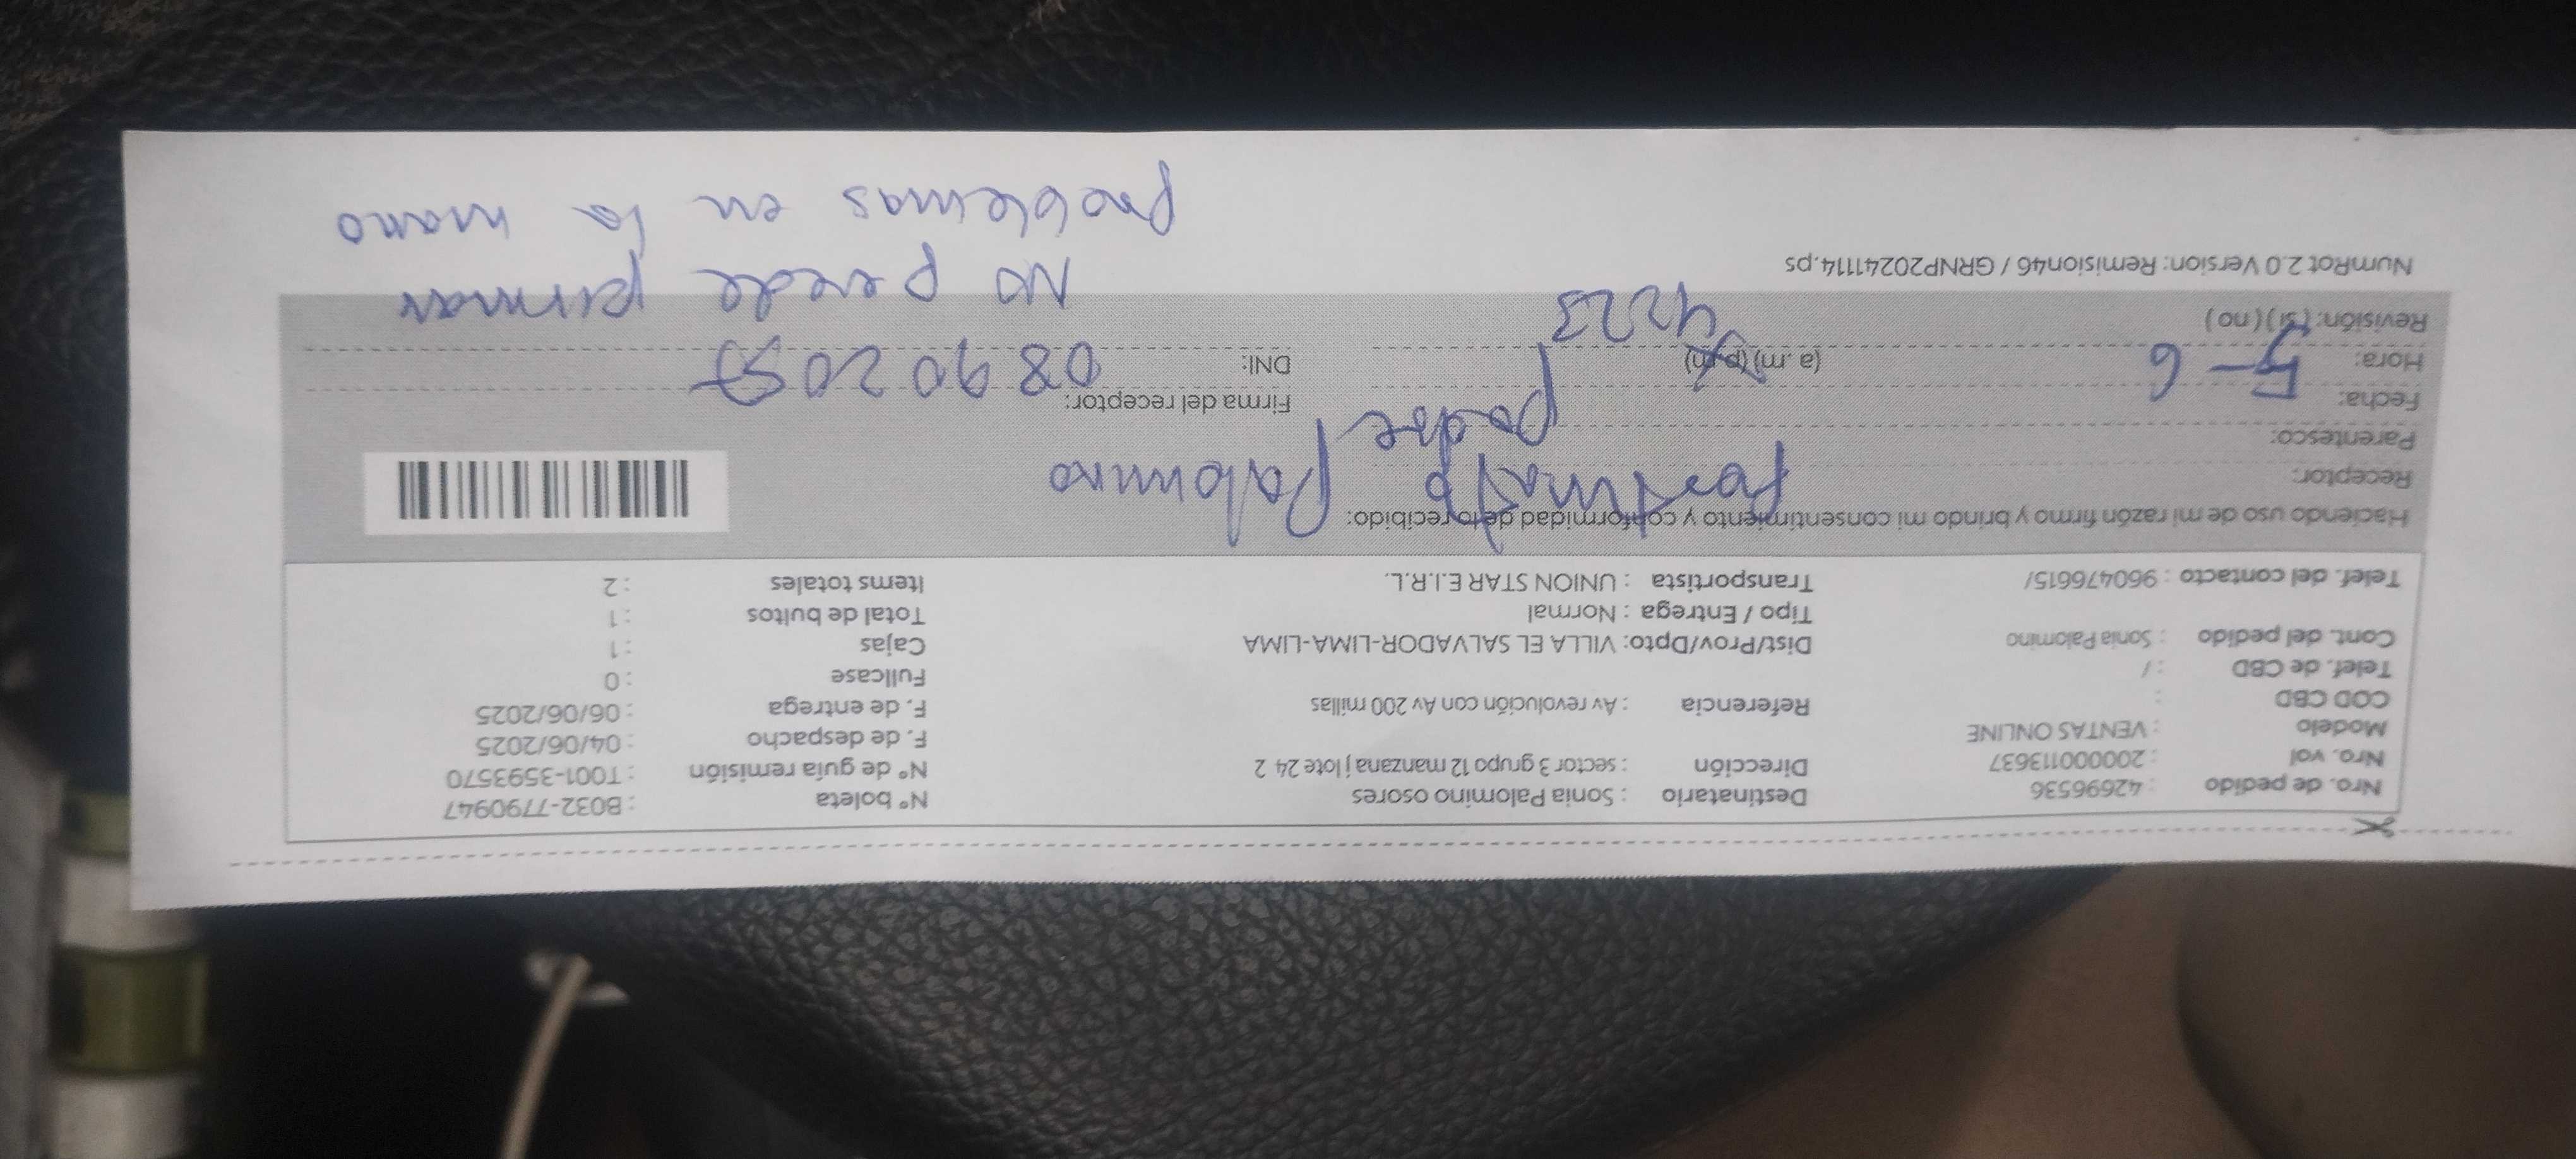 Nro. de pedido : 42696536
Nro. vol : 200000113637
Modelo : VENTAS ONLINE
COD CBD :
Telef. de CBD : /
Cont. del pedido : Sonia Palomino
Telef. del contacto : 960476615/
Destinatario : Sonia Palomino osores
Dirección : sector 3 grupo 12 manzana j lote 24 2
Referencia : Av revolución con Av 200 millas
Dist/Prov/Dpto: VILLA EL SALVADOR-LIMA-LIMA
Tipo / Entrega : Normal
Transportista : UNION STAR E.I.R.L.
N° boleta : B032-7790947
N° de guía remisión : T001-3593570
F. de despacho : 04/06/2025
F. de entrega : 06/06/2025
Fullcase : 0
Cajas : 1
Total de bultos : 1
Items totales : 2
Haciendo uso de mi razón firmo y brindo mi consentimiento y conformidad de lo recibido:
Receptor: Palomino
Parentesco: padre
Fecha: 5-6
Firma del receptor:
Hora: (a. m) (p. m)
DNI: 08902057
Revisión: (si) (no)
4223
No puede firmar
problemas en la mano
NumRot 2.0 Version: Remision46 / GRNP20241114.ps